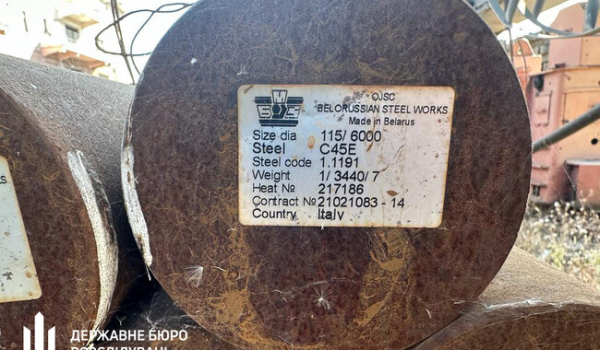 OJSC
BELORUSSIAN STEEL WORKS
Made in Belarus
Size dia 115/ 6000
Steel C45E
Steel code 1.1191
Weight 1/ 3440/ 7
Heat № 217186
Contract № 21021083 - 14
Country Italy
ДЕРЖАВНЕ БЮРО
РОЗСЛІДУВАНЬ